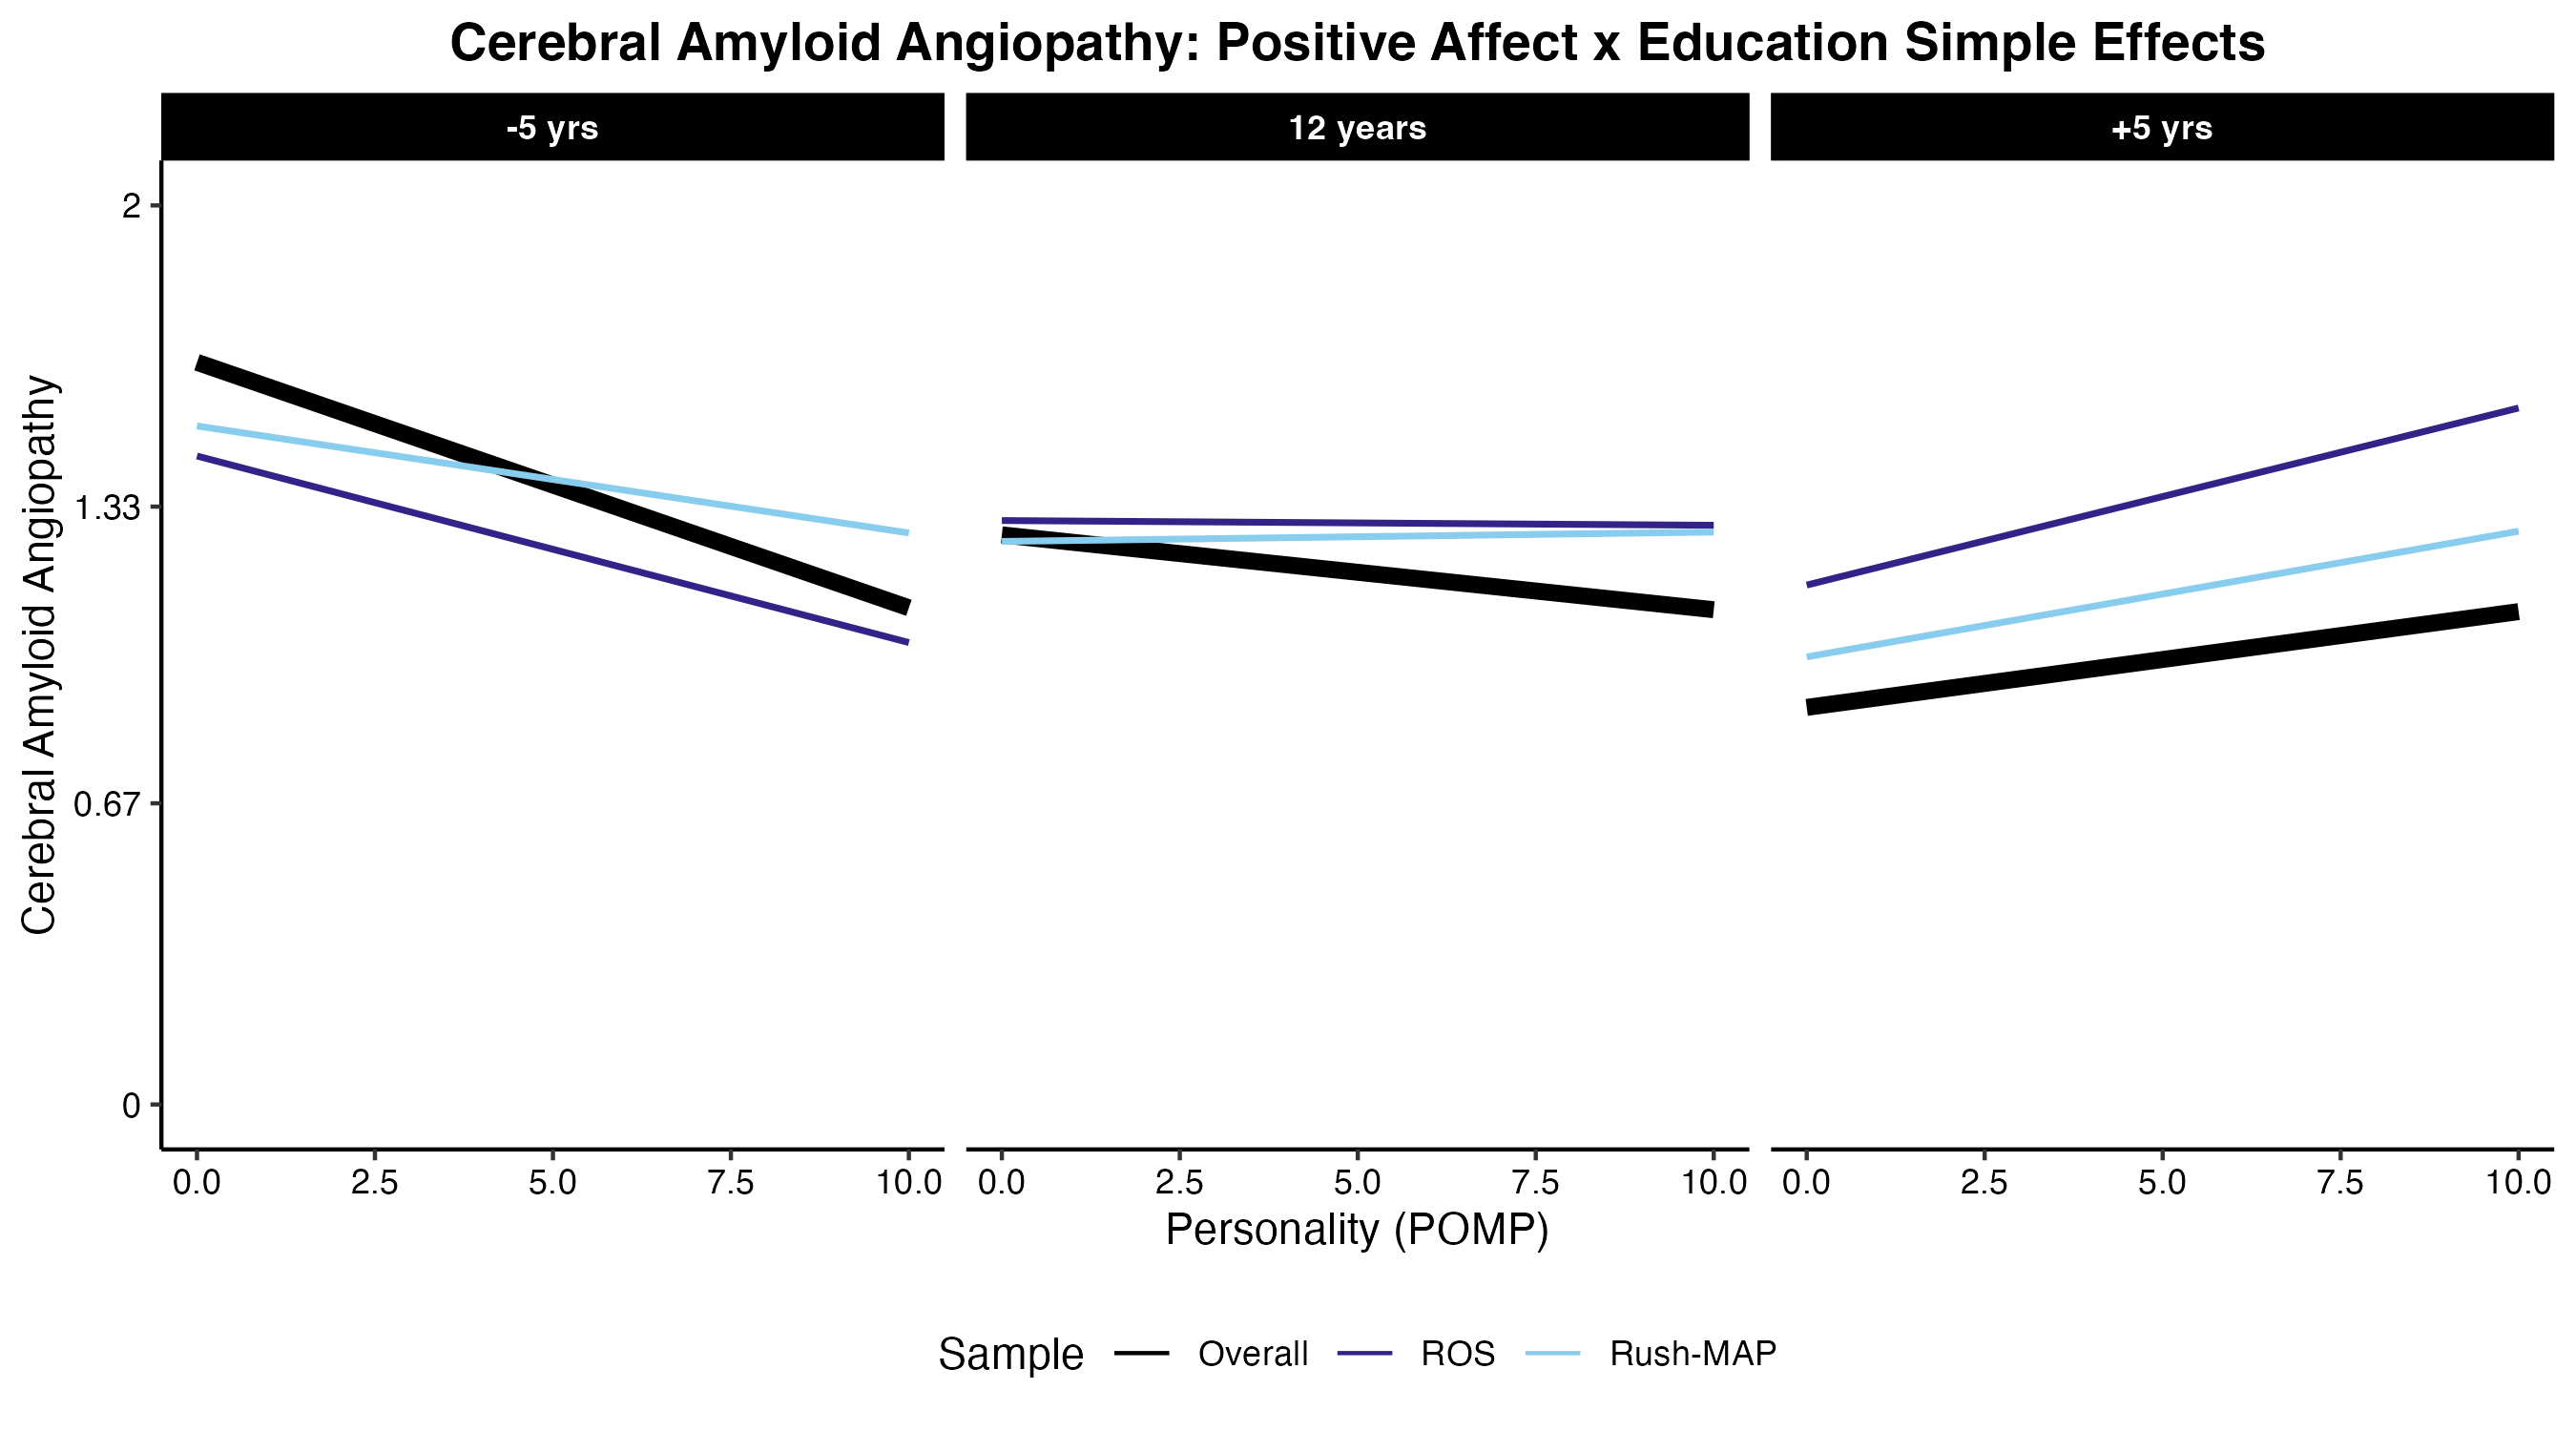 Cerebral Amyloid Angiopathy: Positive Affect x Education Simple Effects
-5 yrs
12 years
+5 yrs
Cerebral Amyloid Angiopathy
2
1.33
0.67
0
0.0 2.5 5.0 7.5 10.0
0.0 2.5 5.0 7.5 10.0
0.0 2.5 5.0 7.5 10.0
Personality (POMP)
Sample Overall ROS Rush-MAP